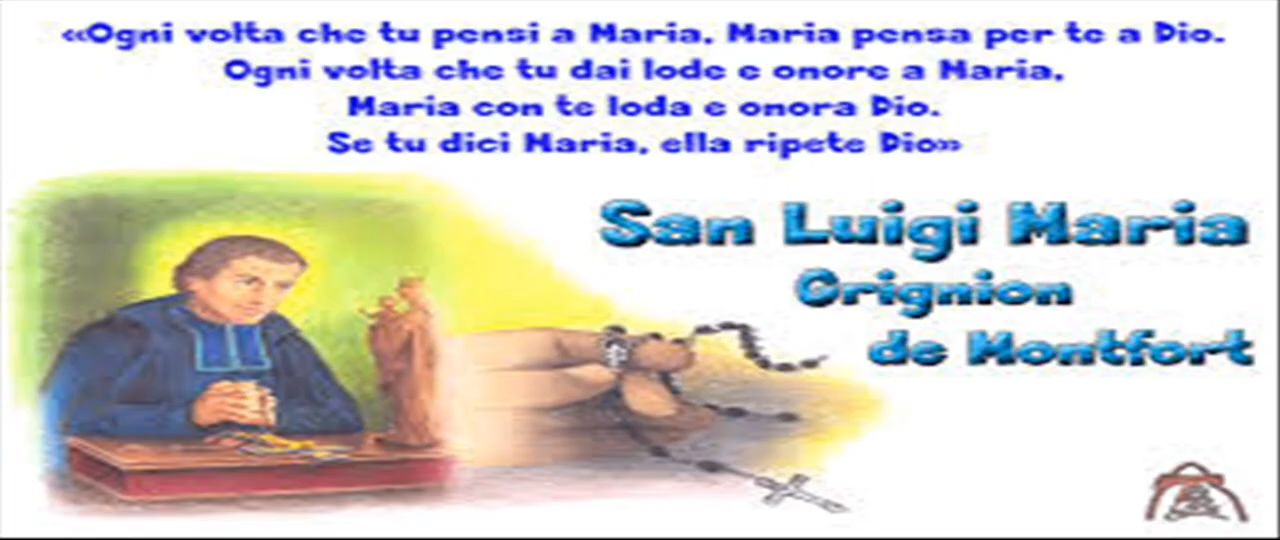 «Ogni volta che tu pensi a Maria, Maria pensa per te a Dio.
Ogni volta che tu dai lode e onore a Maria,
Maria con te loda e onora Dio.
Se tu dici Maria, ella ripete Dio»
San Luigi Maria
Grignion
de Montfort